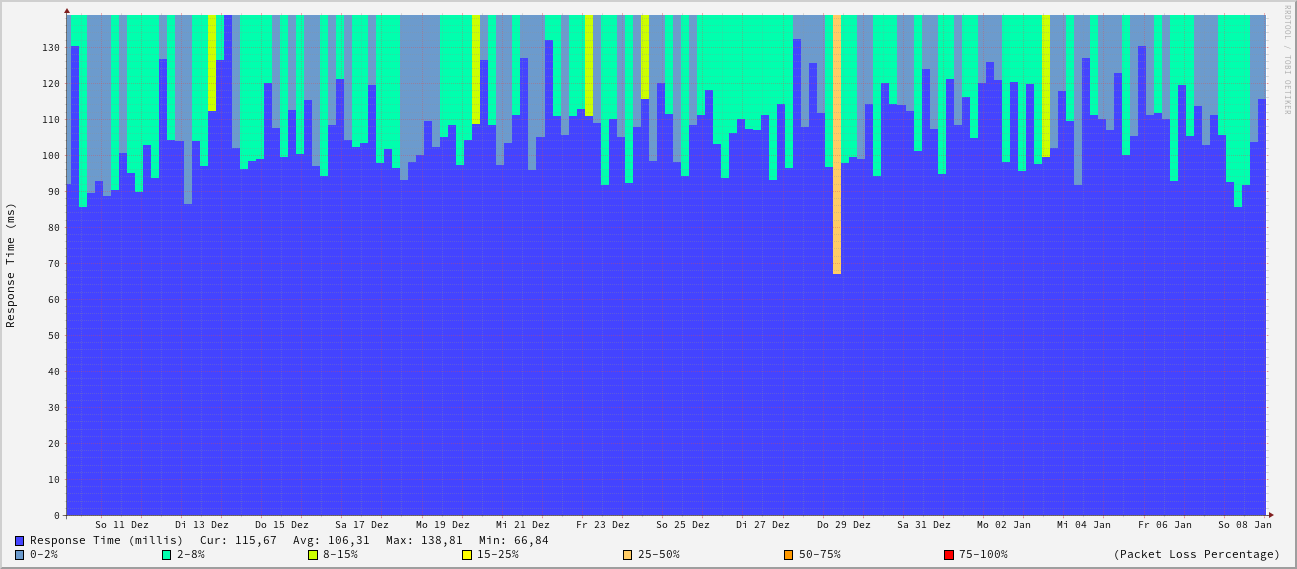 RRDTOOL / TOBI OETIKER
Response Time (ms)
130
120
110
100
90
80
70
60
50
40
30
20
10
0
So 11 Dez Di 13 Dez Do 15 Dez Sa 17 Dez Mo 19 Dez Mi 21 Dez Fr 23 Dez So 25 Dez Di 27 Dez Do 29 Dez Sa 31 Dez Mo 02 Jan Mi 04 Jan Fr 06 Jan So 08 Jan
Response Time (millis) Cur: 115,67 Avg: 106,31 Max: 138,81 Min: 66,84
0-2% 2-8% 8-15% 15-25% 25-50% 50-75% 75-100% (Packet Loss Percentage)